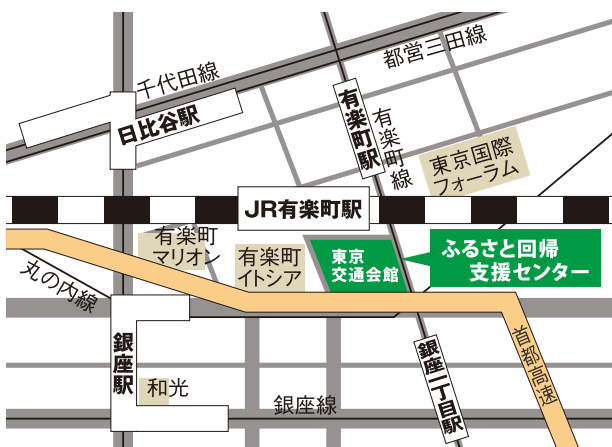 千代田線
都営三田線
日比谷駅
有楽町駅
有楽町線
東京国際
フォーラム
JR有楽町駅
有楽町
マリオン
有楽町
イトシア
東京
交通会館
ふるさと回帰
支援センター
丸の内線
銀座駅
和光
銀座線
銀座一丁目駅
首都高速